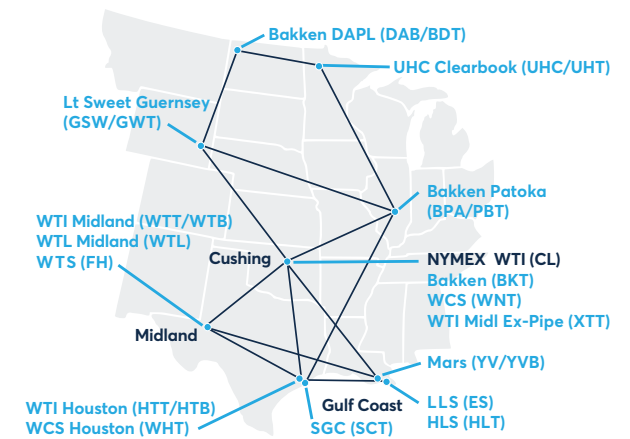 Bakken DAPL (DAB/BDT)
UHC Clearbook (UHC/UHT)
Lt Sweet Guernsey
(GSW/GWT)
Bakken Patoka
(BPA/PBT)
WTI Midland (WTT/WTB)
WTL Midland (WTL)
WTS (FH)
Cushing
NYMEX WTI (CL)
Bakken (BKT)
WCS (WNT)
WTI Midl Ex-Pipe (XTT)
Midland
Mars (YV/YVB)
WTI Houston (HTT/HTB)
WCS Houston (WHT)
Gulf Coast
SGC (SCT)
LLS (ES)
HLS (HLT)